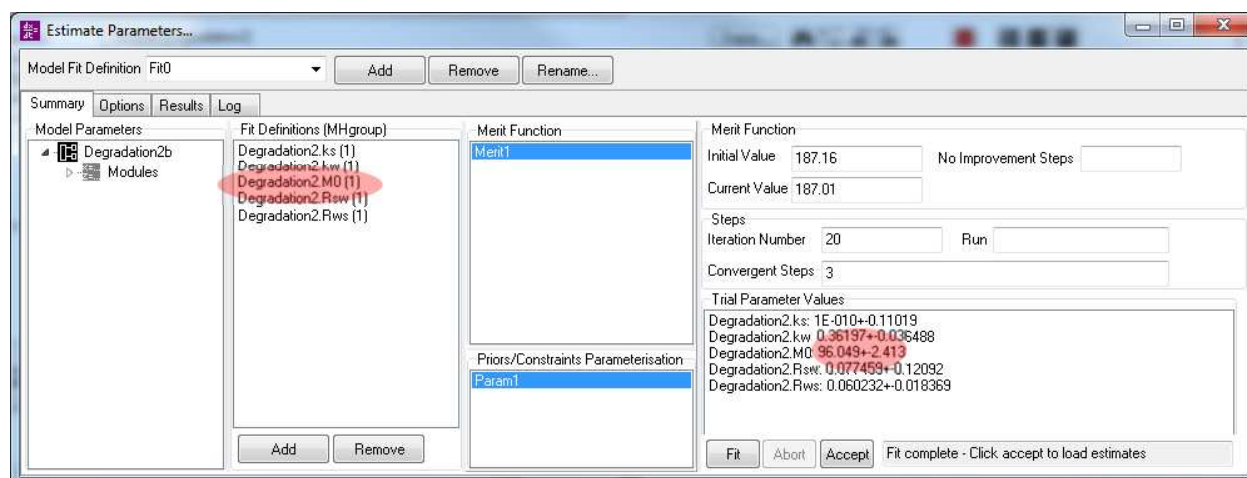 dx
dt
Estimate Parameters...
Model Fit Definition Fit0 Add Remove Rename...
Summary Options Results Log
Model Parameters
Degradation2b
Modules
Fit Definitions (MHgroup)
Degradation2.ks (1)
Degradation2.kw (1)
Degradation2.M0 (1)
Degradation2.Rsw (1)
Degradation2.Rws (1)
Add Remove
Merit Function
Merit1
Priors/Constraints Parameterisation
Param1
Merit Function
Initial Value 187.16 No Improvement Steps
Current Value 187.01
Steps
Iteration Number 20 Run
Convergent Steps 3
Trial Parameter Values
Degradation2.ks: 1E-010+-0.11019
Degradation2.kw 0.36197+-0.036488
Degradation2.M0 96.049+-2.413
Degradation2.Rsw: 0.077459+-0.12092
Degradation2.Rws: 0.060232+-0.018369
Fit Abort Accept Fit complete - Click accept to load estimates